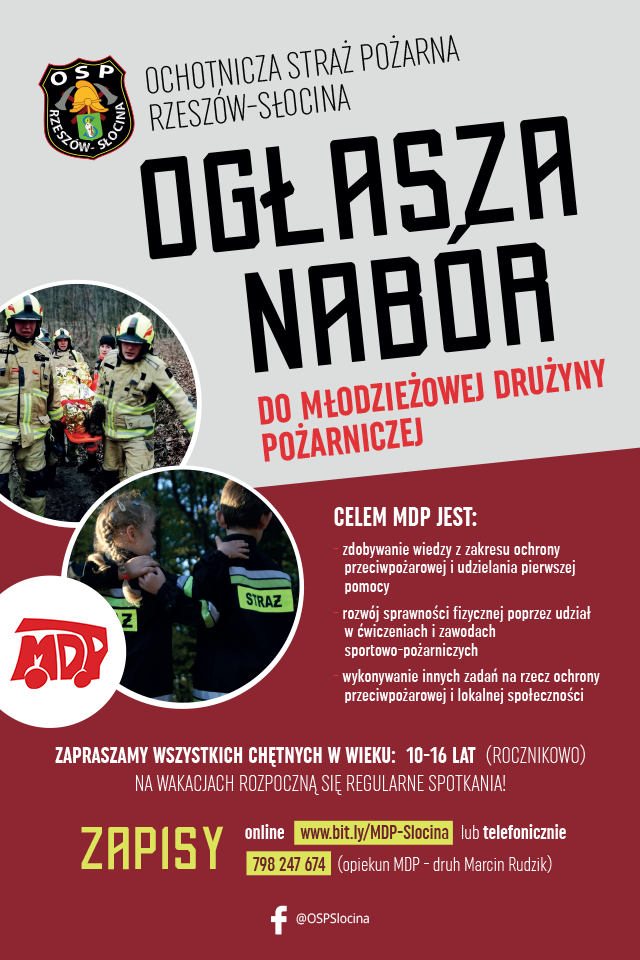 OSP
RZESZÓW-SŁOCINA
OCHOTNICZA STRAŻ POŻARNA
RZESZÓW-SŁOCINA
OGŁASZA
NABÓR
DO MŁODZIEŻOWEJ DRUŻYNY
POŻARNICZEJ
CELEM MDP JEST:
- zdobywanie wiedzy z zakresu ochrony
przeciwpożarowej i udzielania pierwszej
pomocy
- rozwój sprawności fizycznej poprzez udział
w ćwiczeniach i zawodach
sportowo-pożarniczych
- wykonywanie innych zadań na rzecz ochrony
przeciwpożarowej i lokalnej społeczności
STRAŻ
Ż
MDP
ZAPRASZAMY WSZYSTKICH CHĘTNYCH W WIEKU: 10-16 LAT (ROCZNIKOWO)
NA WAKACJACH ROZPOCZNĄ SIĘ REGULARNE SPOTKANIA!
ZAPISY
online www.bit.ly/MDP-Slocina lub telefonicznie
798 247 674 (opiekun MDP - druh Marcin Rudzik)
@OSPSlocina